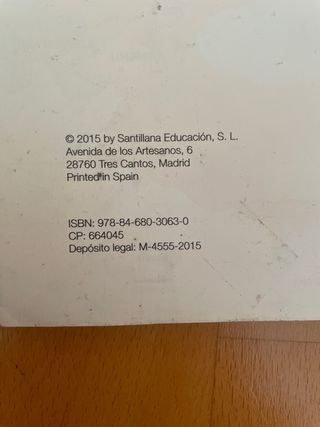 © 2015 by Santillana Educación, S. L.
Avenida de los Artesanos, 6
28760 Tres Cantos, Madrid
Printed in Spain
ISBN: 978-84-680-3063-0
CP: 664045
Depósito legal: M-4555-2015